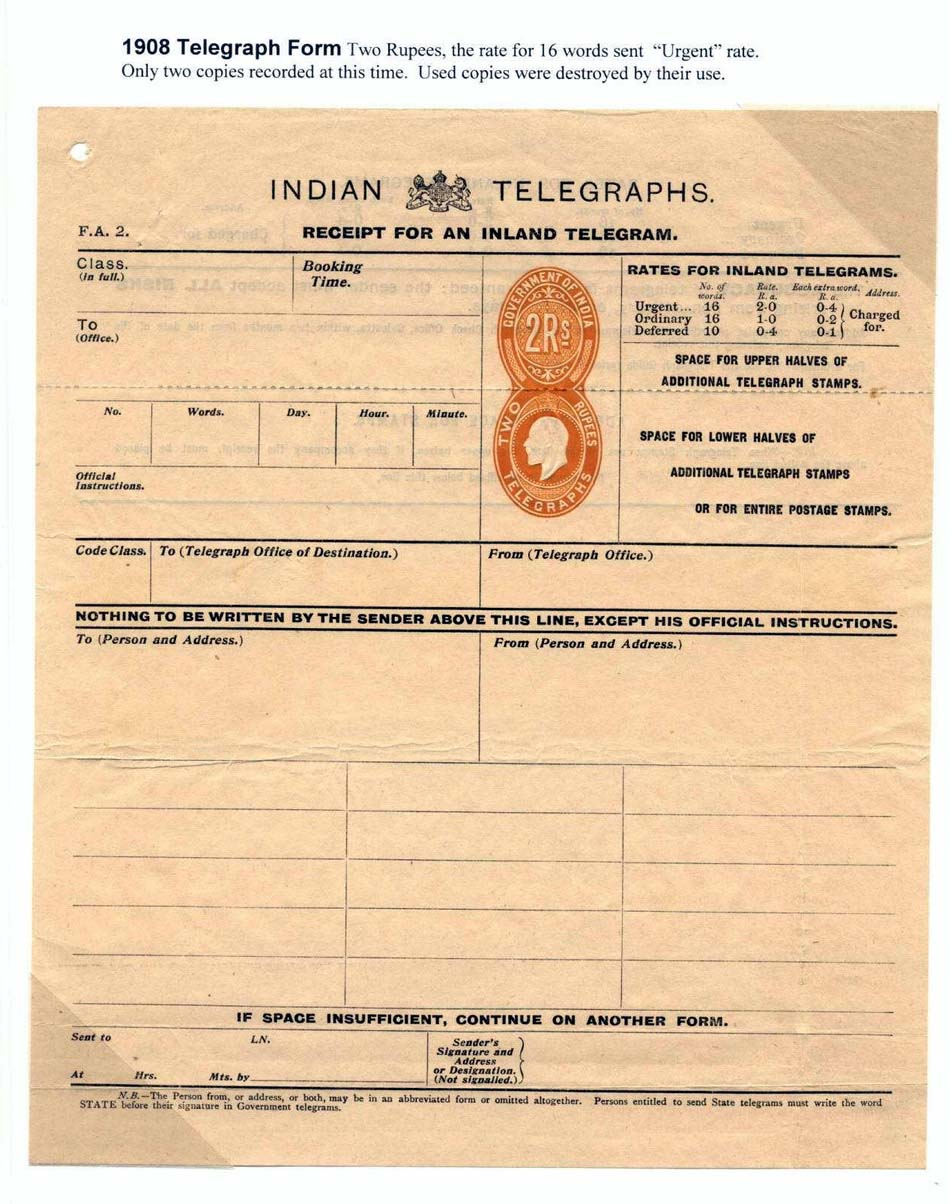 1908 Telegraph Form Two Rupees, the rate for 16 words sent “Urgent” rate.
Only two copies recorded at this time. Used copies were destroyed by their use.
INDIAN TELEGRAPHS.
F.A. 2.
RECEIPT FOR AN INLAND TELEGRAM.
Class.
(In full.)
Booking
Time.
To
(Office.)
GOVERNMENT OF INDIA
2Rs
TWO RUPEES
TELEGRAPHS
RATES FOR INLAND TELEGRAMS.
No. of words. Rate. R. a. Each extra word. R. a. Address.
Urgent... 16 2-0 0-4
Ordinary 16 1-0 0-2
Deferred 10 0-4 0-1
Charged
for.
SPACE FOR UPPER HALVES OF
ADDITIONAL TELEGRAPH STAMPS.
No. Words. Day. Hour. Minute.
Official
Instructions.
SPACE FOR LOWER HALVES OF
ADDITIONAL TELEGRAPH STAMPS
OR FOR ENTIRE POSTAGE STAMPS.
Code Class. To (Telegraph Office of Destination.) From (Telegraph Office.)
NOTHING TO BE WRITTEN BY THE SENDER ABOVE THIS LINE, EXCEPT HIS OFFICIAL INSTRUCTIONS.
To (Person and Address.) From (Person and Address.)
IF SPACE INSUFFICIENT, CONTINUE ON ANOTHER FORM.
Sent to LN.
At Hrs. Mts. by
Sender's
Signature and
Address
or Designation.
(Not signalled.)
N.B.—The Person from, or address, or both, may be in an abbreviated form or omitted altogether. Persons entitled to send State telegrams must write the word
STATE before their signature in Government telegrams.